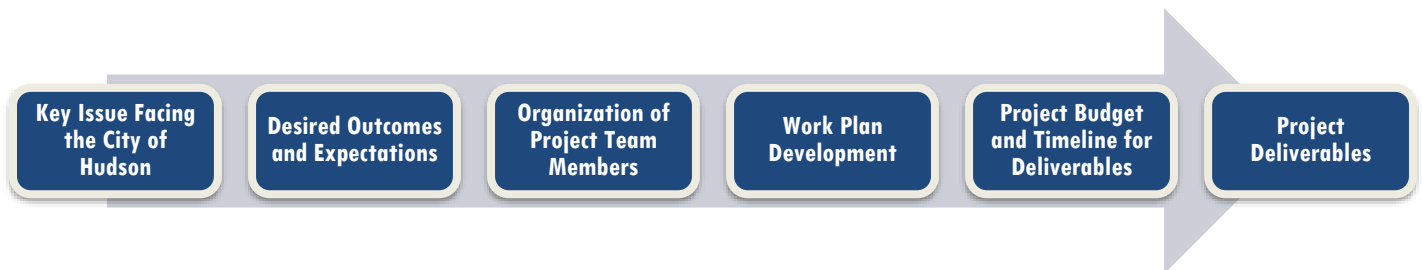 Key Issue Facing
the City of
Hudson
Desired Outcomes
and Expectations
Organization of
Project Team
Members
Work Plan
Development
Project Budget
and Timeline for
Deliverables
Project
Deliverables